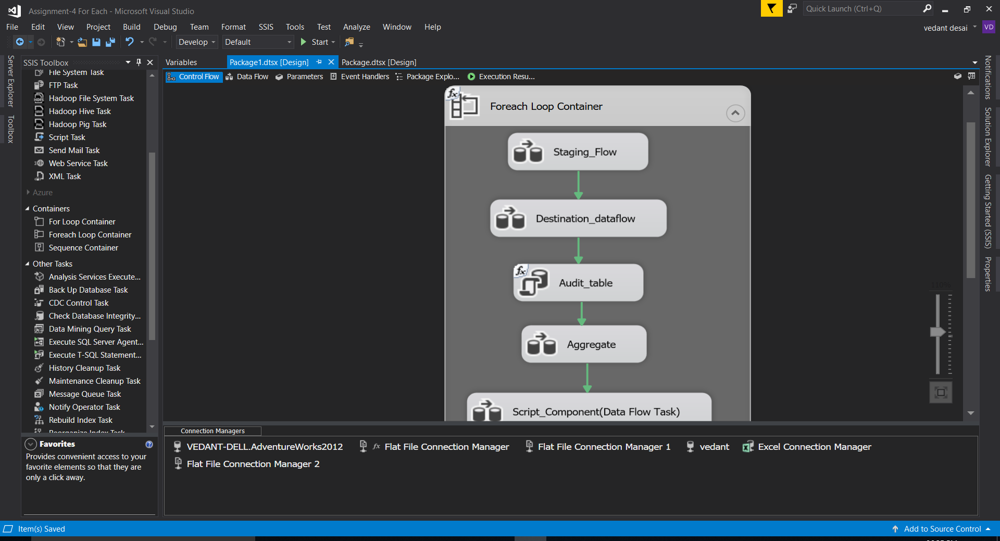 Assignment-4 For Each - Microsoft Visual Studio
Quick Launch (Ctrl+Q)
File Edit View Project Build Debug Team Format SSIS Tools Test Analyze Window Help
vedant desai VD
Develop Default Start
Server Explorer
Toolbox
SSIS Toolbox
File System Task
FTP Task
Hadoop File System Task
Hadoop Hive Task
Hadoop Pig Task
Script Task
Send Mail Task
Web Service Task
XML Task
Azure
Containers
For Loop Container
Foreach Loop Container
Sequence Container
Other Tasks
Analysis Services Execute...
Back Up Database Task
CDC Control Task
Check Database Integrity...
Data Mining Query Task
Execute SQL Server Agent...
Execute T-SQL Statement...
History Cleanup Task
Maintenance Cleanup Task
Message Queue Task
Notify Operator Task
Rebuild Index Task
Reorganize Index Task
Favorites
Provides convenient access to your
favorite elements so that they are
only a click away.
Variables Package1.dtsx [Design] Package.dtsx [Design]
Control Flow Data Flow Parameters Event Handlers Package Explo... Execution Resu...
fx
Foreach Loop Container
Staging_Flow
Destination_dataflow
fx
Audit_table
Aggregate
Script_Component(Data Flow Task)
110%
Connection Managers
VEDANT-DELL.AdventureWorks2012 fx Flat File Connection Manager Flat File Connection Manager 1 vedant Excel Connection Manager
Flat File Connection Manager 2
Notifications
Solution Explorer
Getting Started (SSIS)
Properties
Item(s) Saved
Add to Source Control